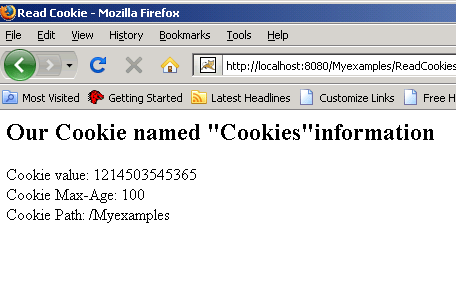 Read Cookie - Mozilla Firefox
File Edit View History Bookmarks Tools Help
http://localhost:8080/Myexamples/ReadCookies
Most Visited Getting Started Latest Headlines Customize Links Free H
Our Cookie named "Cookies"information
Cookie value: 1214503545365
Cookie Max-Age: 100
Cookie Path: /Myexamples